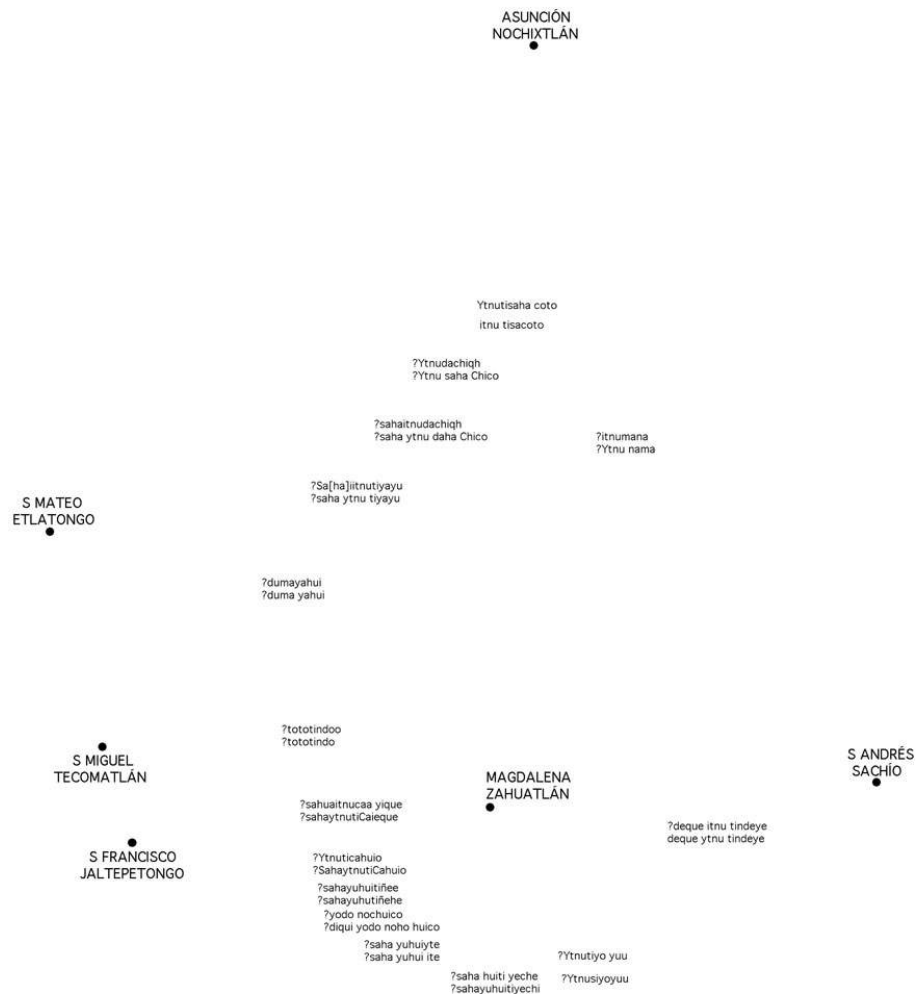 ASUNCIÓN
NOCHIXTLÁN
Ytnutisaha coto
itnu tisacoto
?Ytnudachiqh
?Ytnu saha Chico
?sahaitnudachiqh
?saha ytnu daha Chico
?itnumana
?Ytnu nama
?Sa[ha]iitnutiyayu
?saha ytnu tiyayu
S MATEO
ETLATONGO
?dumayahui
?duma yahui
?tototindoo
?tototindo
S MIGUEL
TECOMATLÁN
MAGDALENA
ZAHUATLÁN
S ANDRÉS
SACHÍO
?sahuaitnucaa yique
?sahaytnutiCaieque
?deque itnu tindeye
deque ytnu tindeye
S FRANCISCO
JALTEPETONGO
?Ytnuticahuio
?SahaytnutiCahuio
?sahayuhuitiñee
?sahayuhutiñehe
?yodo nochuico
?diqui yodo noho huico
?saha yuhuiyte
?saha yuhui ite
?Ytnutiyo yuu
?Ytnusiyoyuu
?saha huiti yeche
?sahayuhuitiyechi